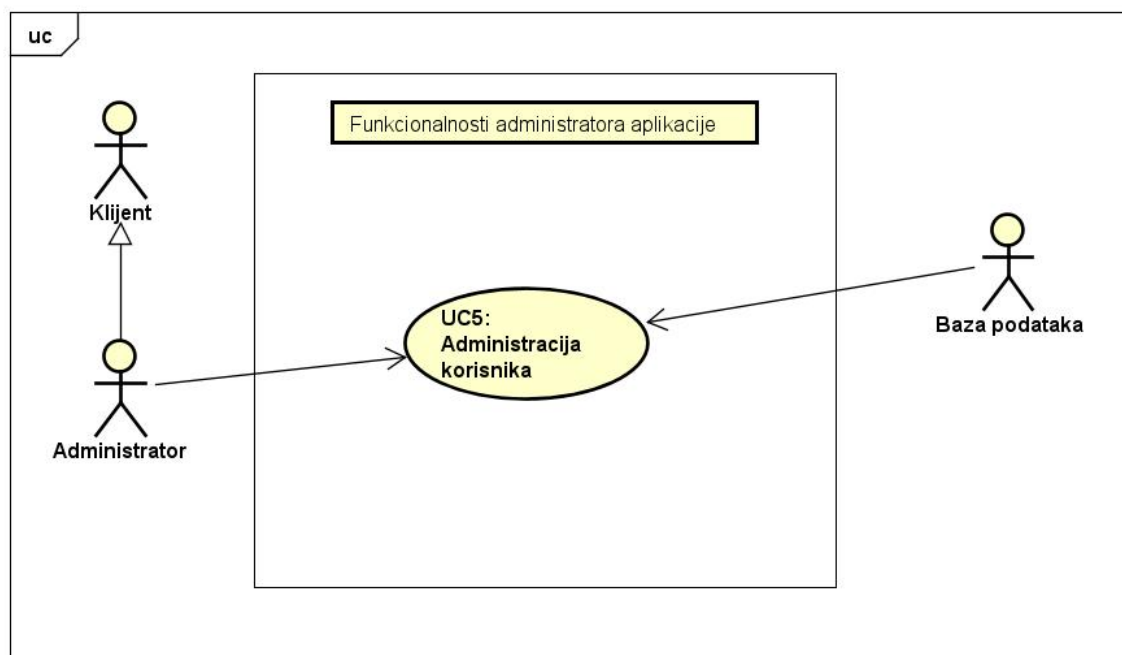 uc
Funkcionalnosti administratora aplikacije
Klijent
UC5:
Administracija
korisnika
Baza podataka
Administrator